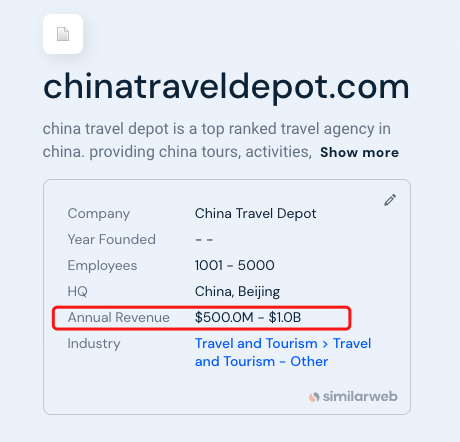 chinatraveldepot.com
china travel depot is a top ranked travel agency in
china. providing china tours, activities, Show more
Company China Travel Depot
Year Founded - -
Employees 1001 - 5000
HQ China, Beijing
Annual Revenue $500.0M - $1.0B
Industry Travel and Tourism > Travel
and Tourism - Other
similarweb